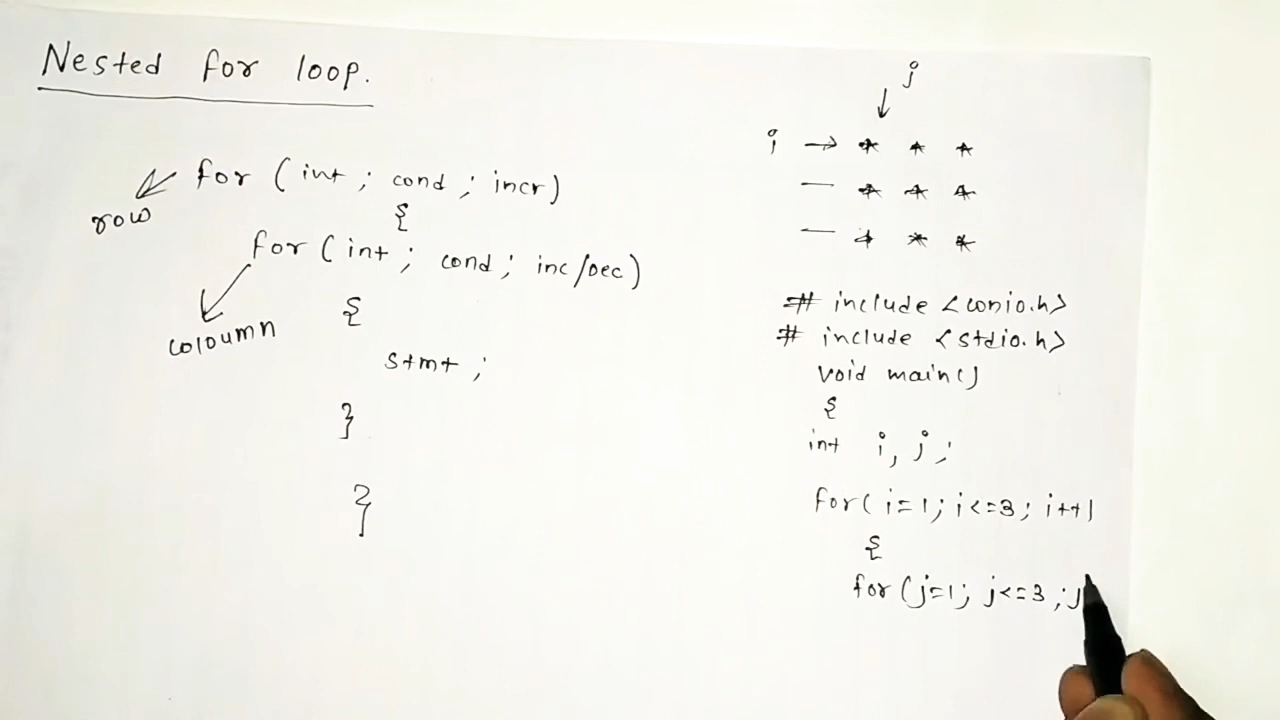 Nested for loop.
for (int ; cond ; incr)
row
{
for (int ; cond ; inc/Dec)
{
coloumn
stmt ;
}
}
j
i → * * *
— * * *
— * * *
# include <conio.h>
# include <stdio.h>
void main()
{
int i, j ;
for( i=1; i<=3; i++)
{
for (j=1; j<=3 ; j